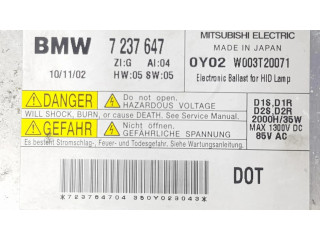 BMW 7 237 647
10/11/02 ZI:G AI:04
HW:05 SW:05
MITSUBISHI ELECTRIC
MADE IN JAPAN
0Y02 W003T20071
Electronic Ballast for HID Lamp
DANGER Do not open.
HAZARDOUS VOLTAGE
WILL SHOCK, BURN, or cause DEATH. See Service Manual.
GEFAHR Nicht öffnen.
GEFÄHRLICHE SPANNUNG
Es besteht Stromschlag-, Feuer- und Todesgefahr. Siehe Wartungshandbuch.
D1S,D1R
D2S,D2R
2000H/35W
MAX 1300V DC
85V AC
DOT